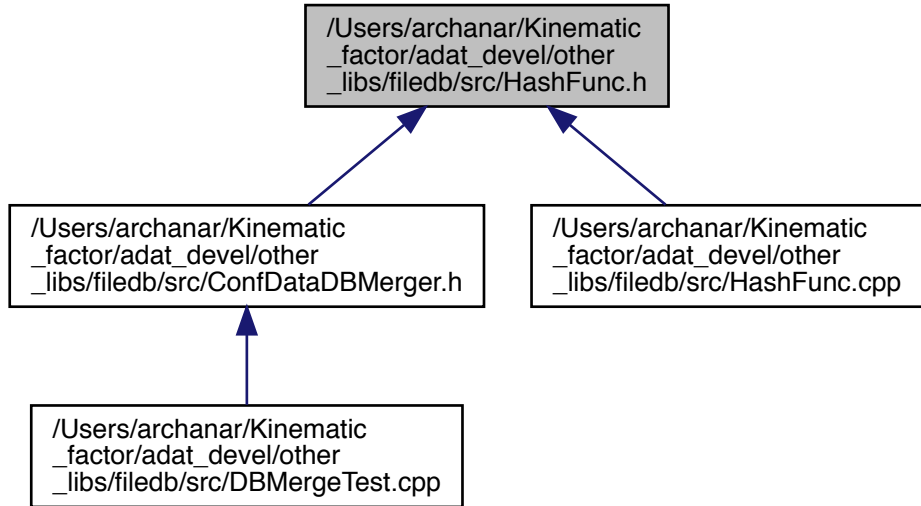 /Users/archanar/Kinematic
_factor/adat_devel/other
_libs/filedb/src/HashFunc.h
/Users/archanar/Kinematic
_factor/adat_devel/other
_libs/filedb/src/ConfDataDBMerger.h
/Users/archanar/Kinematic
_factor/adat_devel/other
_libs/filedb/src/HashFunc.cpp
/Users/archanar/Kinematic
_factor/adat_devel/other
_libs/filedb/src/DBMergeTest.cpp